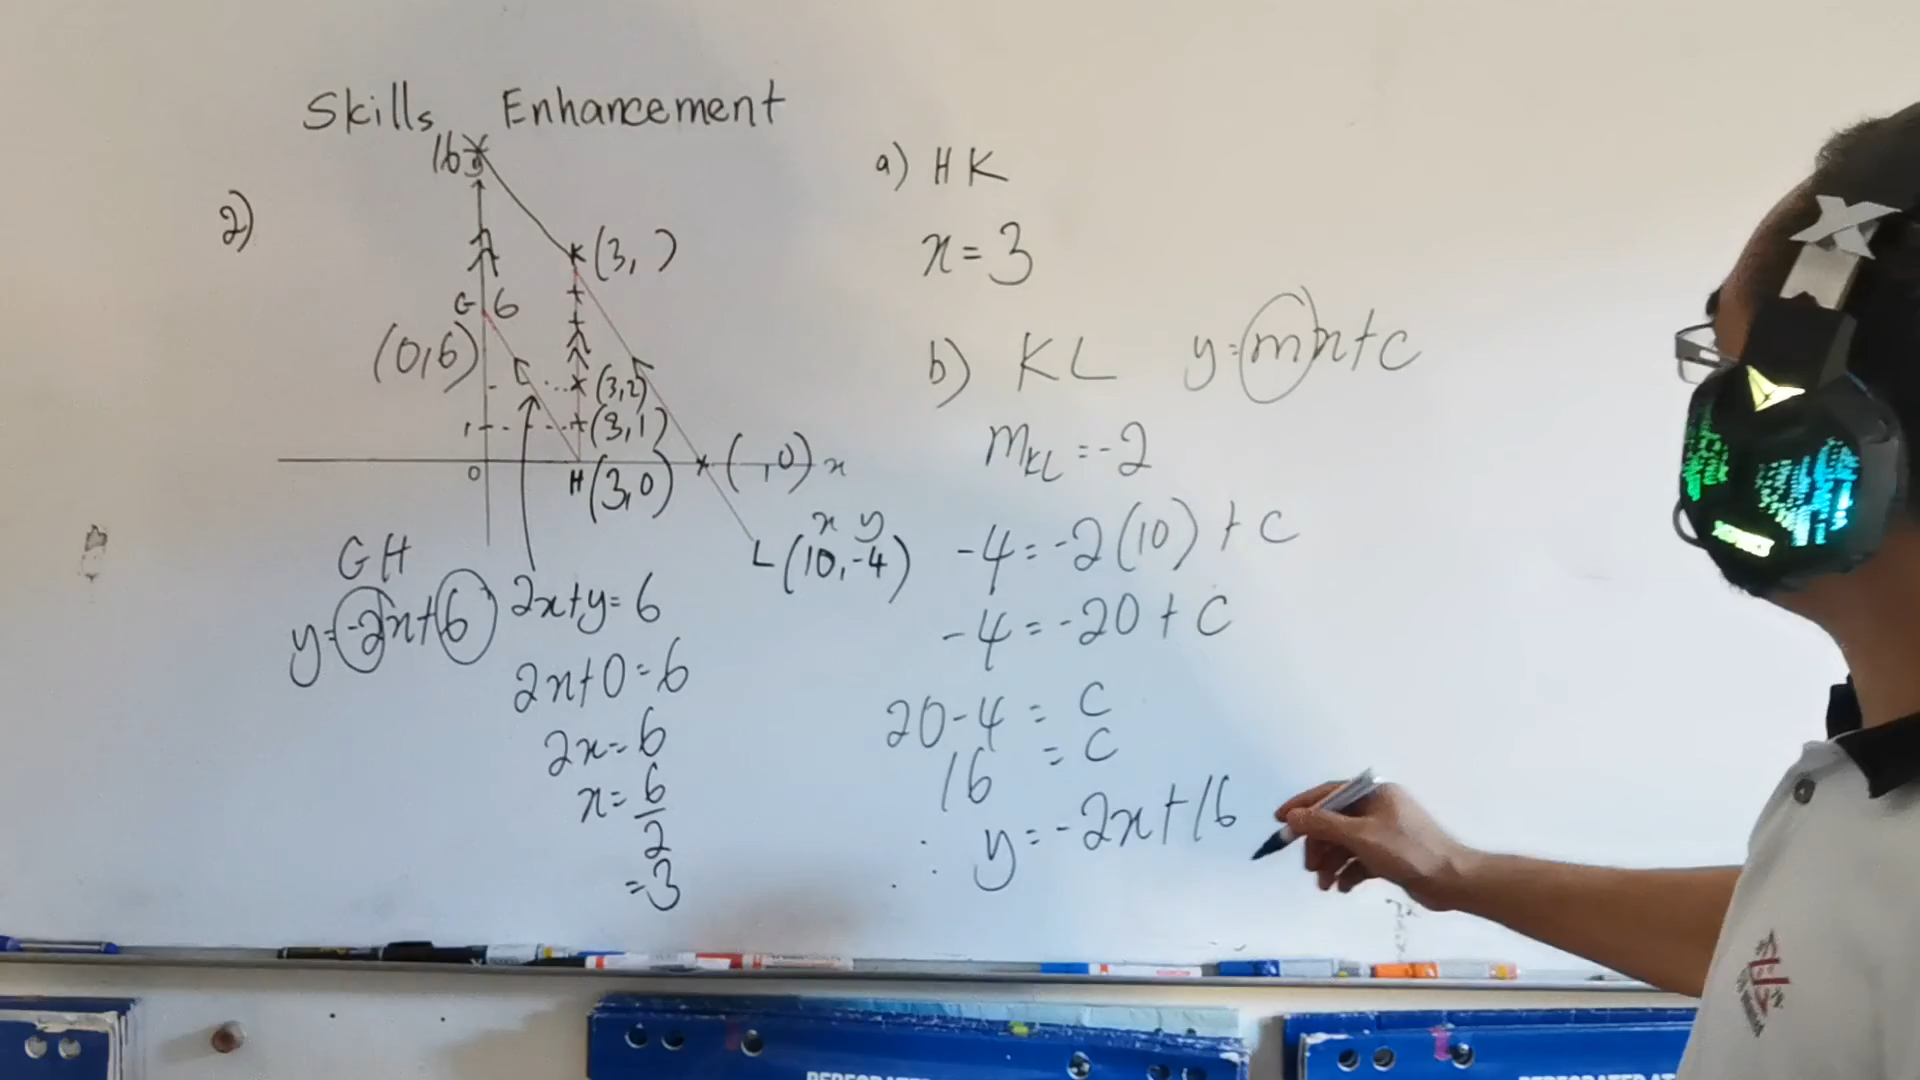 Skills Enhancement
2)
16
K(3, )
G 6
(0,6)
(3,2)
1
(3,1)
0
H(3,0)
( ,0) x
x y
L(10,-4)
GH
y=-2x+6
2x+y=6
2x+0=6
2x=6
x=6/2
=3
a) HK
x=3
b) KL y=mx+c
mKL=-2
-4=-2(10)+c
-4=-20+c
20-4=c
16=c
∴ y=-2x+16